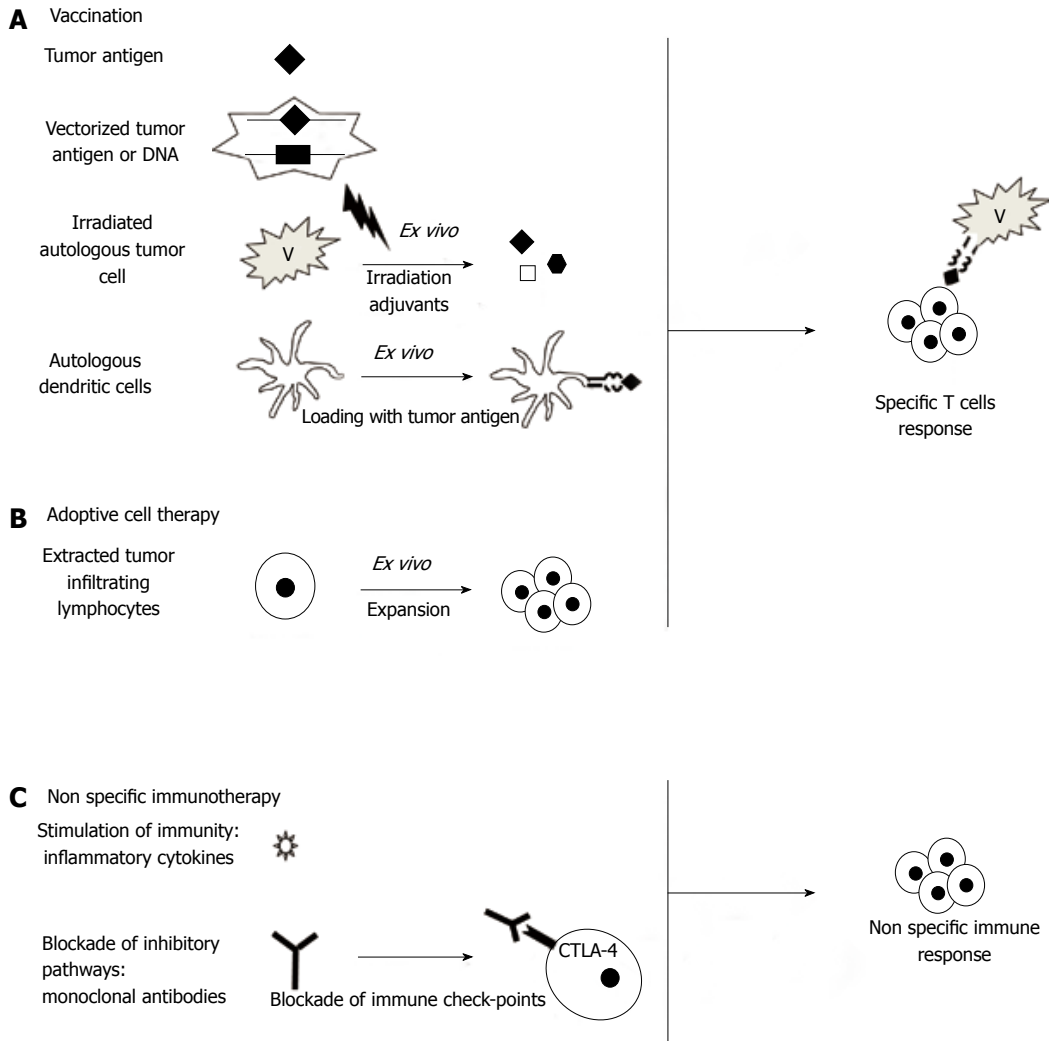 A Vaccination
Tumor antigen
Vectorized tumor
antigen or DNA
Irradiated
autologous tumor
cell
V
Ex vivo
Irradiation
adjuvants
Autologous
dendritic cells
Ex vivo
Loading with tumor antigen
V
Specific T cells
response
B Adoptive cell therapy
Extracted tumor
infiltrating
lymphocytes
Ex vivo
Expansion
C Non specific immunotherapy
Stimulation of immunity:
inflammatory cytokines
Blockade of inhibitory
pathways:
monoclonal antibodies
Blockade of immune check-points
CTLA-4
Non specific immune
response